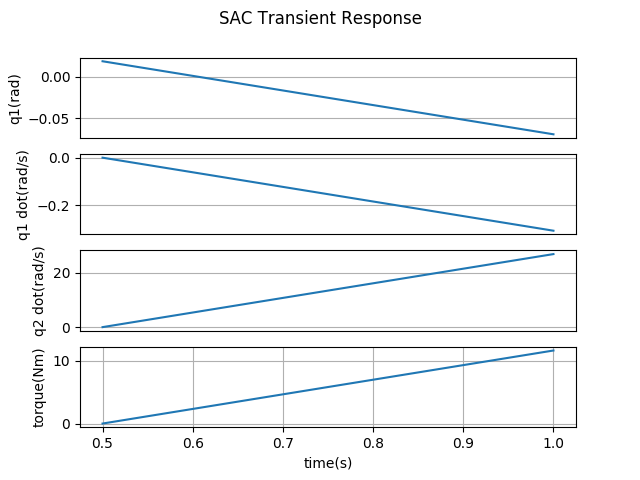 SAC Transient Response
q1(rad)
0.00
−0.05
q1 dot(rad/s)
0.0
−0.2
q2 dot(rad/s)
20
0
torque(Nm)
10
0
0.5 0.6 0.7 0.8 0.9 1.0
time(s)